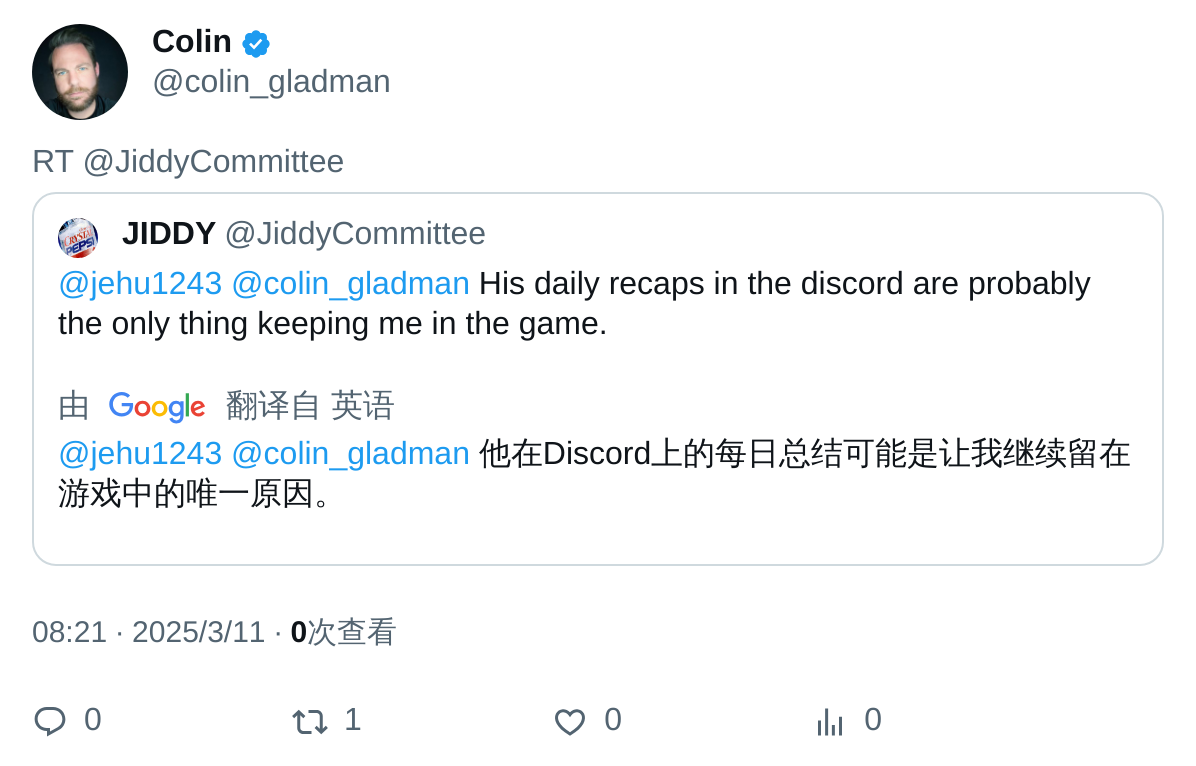 Colin
@colin_gladman
RT @JiddyCommittee
JIDDY @JiddyCommittee
@jehu1243 @colin_gladman His daily recaps in the discord are probably
the only thing keeping me in the game.
由 Google 翻译自 英语
@jehu1243 @colin_gladman 他在Discord上的每日总结可能是让我继续留在
游戏中的唯一原因。
08:21 · 2025/3/11 · 0次查看
0 1 0 0
CRYSTAL
PEPSI